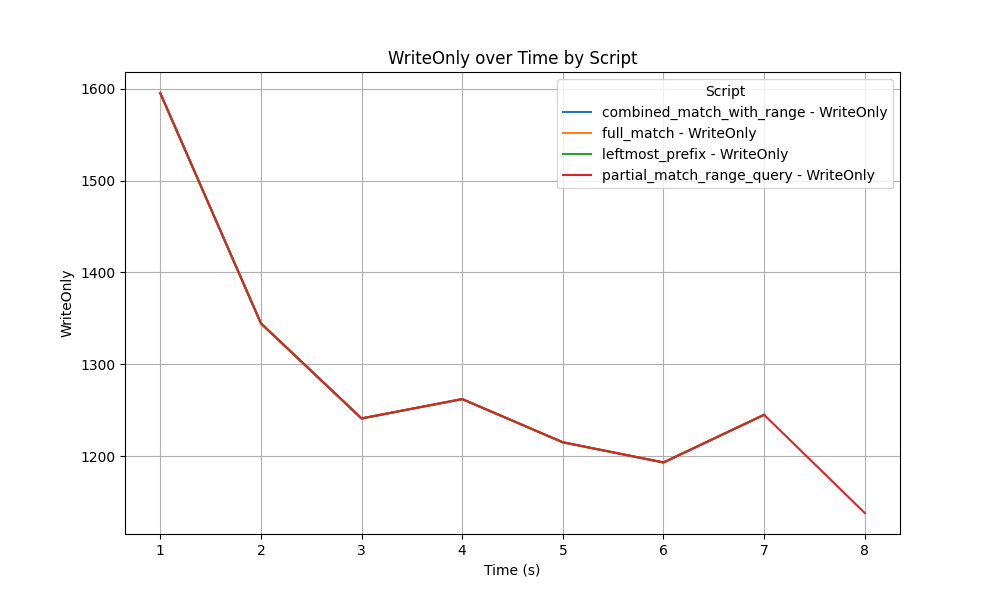 WriteOnly over Time by Script
Script
combined_match_with_range - WriteOnly
full_match - WriteOnly
leftmost_prefix - WriteOnly
partial_match_range_query - WriteOnly
WriteOnly
1600
1500
1400
1300
1200
1 2 3 4 5 6 7 8
Time (s)